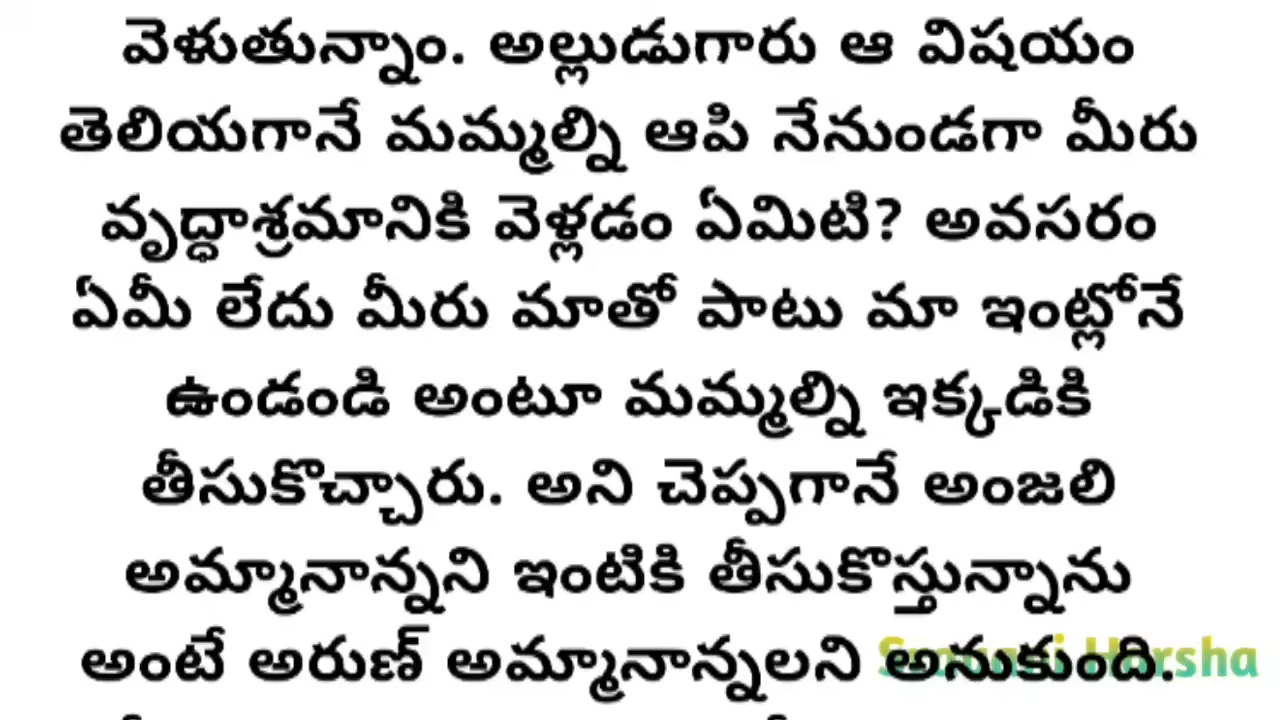 వెళుతున్నాం. అల్లుడుగారు ఆ విషయం
తెలియగానే మమ్మల్ని ఆపి నేనుండగా మీరు
వృద్ధాశ్రమానికి వెళ్లడం ఏమిటి? అవసరం
ఏమీ లేదు మీరు మాతో పాటు మా ఇంట్లోనే
ఉండండి అంటూ మమ్మల్ని ఇక్కడికి
తీసుకొచ్చారు. అని చెప్పగానే అంజలి
అమ్మానాన్నని ఇంటికి తీసుకొస్తున్నాను
అంటే అరుణ్ అమ్మానాన్నలని అనుకుంది.
Harsha